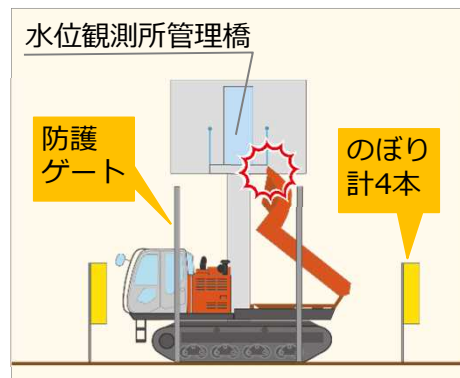 水位観測所管理橋
防護
ゲート
のぼり
計4本